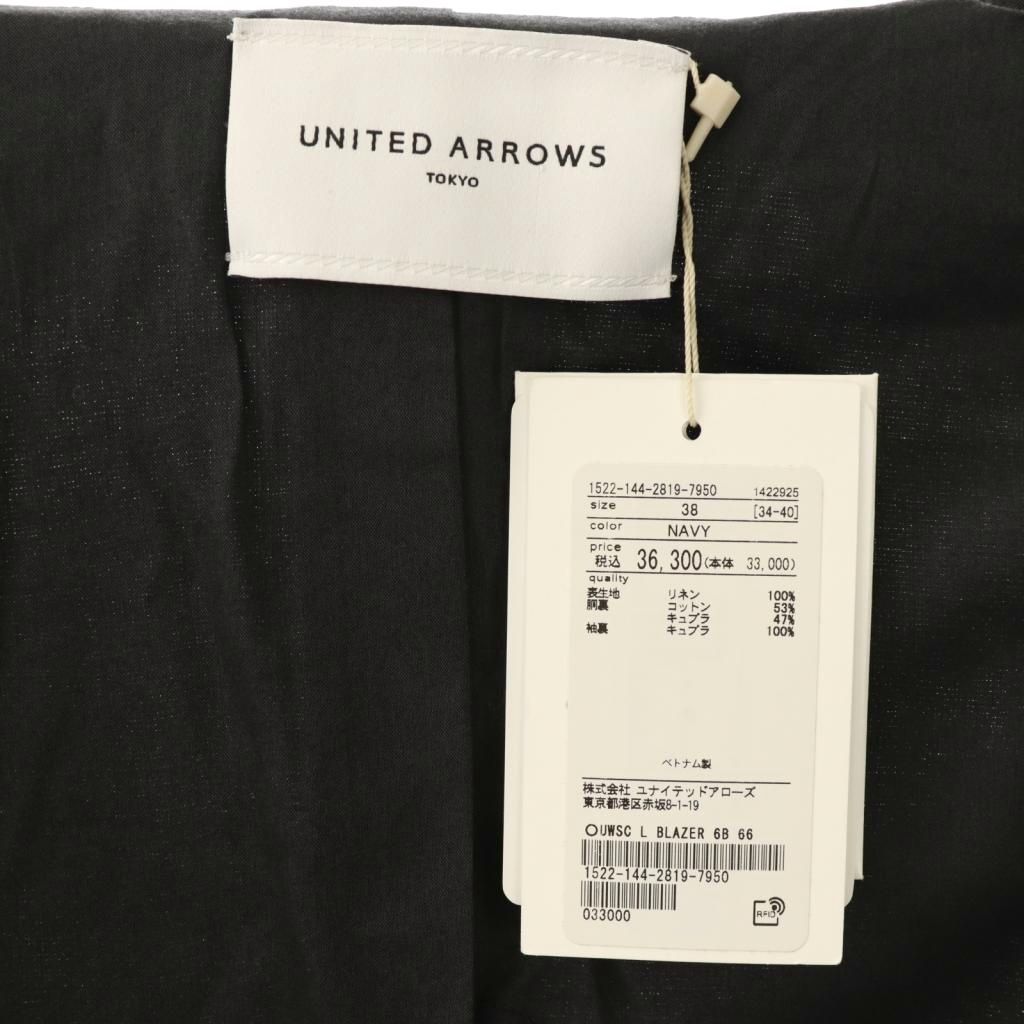 UNITED ARROWS
TOKYO
1522-144-2819-7950 1422925
size 38 [34-40]
color NAVY
price
税込 36,300(本体 33,000)
quality
表生地 リネン 100%
胴裏 コットン 53%
キュプラ 47%
袖裏 キュプラ 100%
ベトナム製
株式会社 ユナイテッドアローズ
東京都港区赤坂8-1-19
○UWSC L BLAZER 6B 66
1522-144-2819-7950
033000
RFID